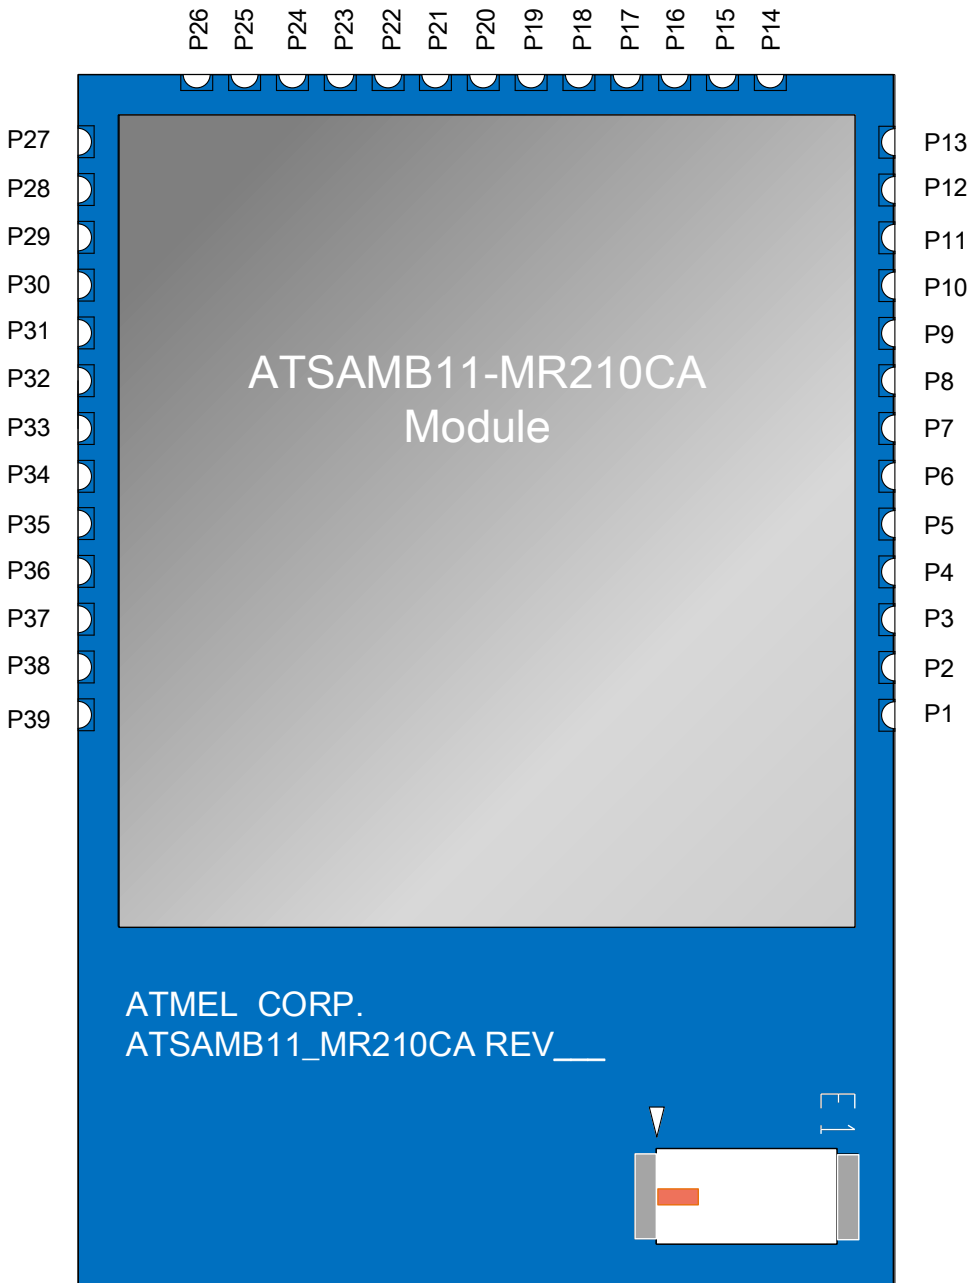 P26 P25 P24 P23 P22 P21 P20 P19 P18 P17 P16 P15 P14
P27
P28
P29
P30
P31
P32
P33
P34
P35
P36
P37
P38
P39
ATSAMB11-MR210CA
Module
P13
P12
P11
P10
P9
P8
P7
P6
P5
P4
P3
P2
P1
ATMEL CORP.
ATSAMB11_MR210CA REV___
E1